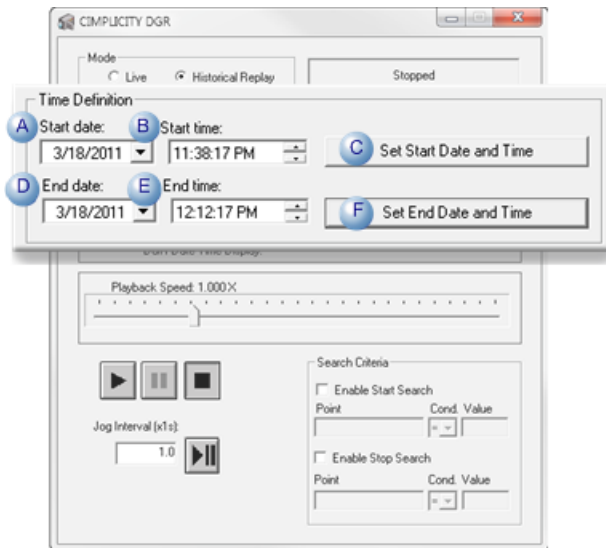 CIMPLICITY DGR
Mode
Live Historical Replay
Stopped
Time Definition
A Start date: B Start time:
3/18/2011 11:38:17 PM C Set Start Date and Time
D End date: E End time:
3/18/2011 12:12:17 PM F Set End Date and Time
Date Time Display:
Playback Speed: 1.000X
Search Criteria
Enable Start Search
Point Cond. Value
=
Jog Interval (x1s):
1.0
Enable Stop Search
Point Cond. Value
=